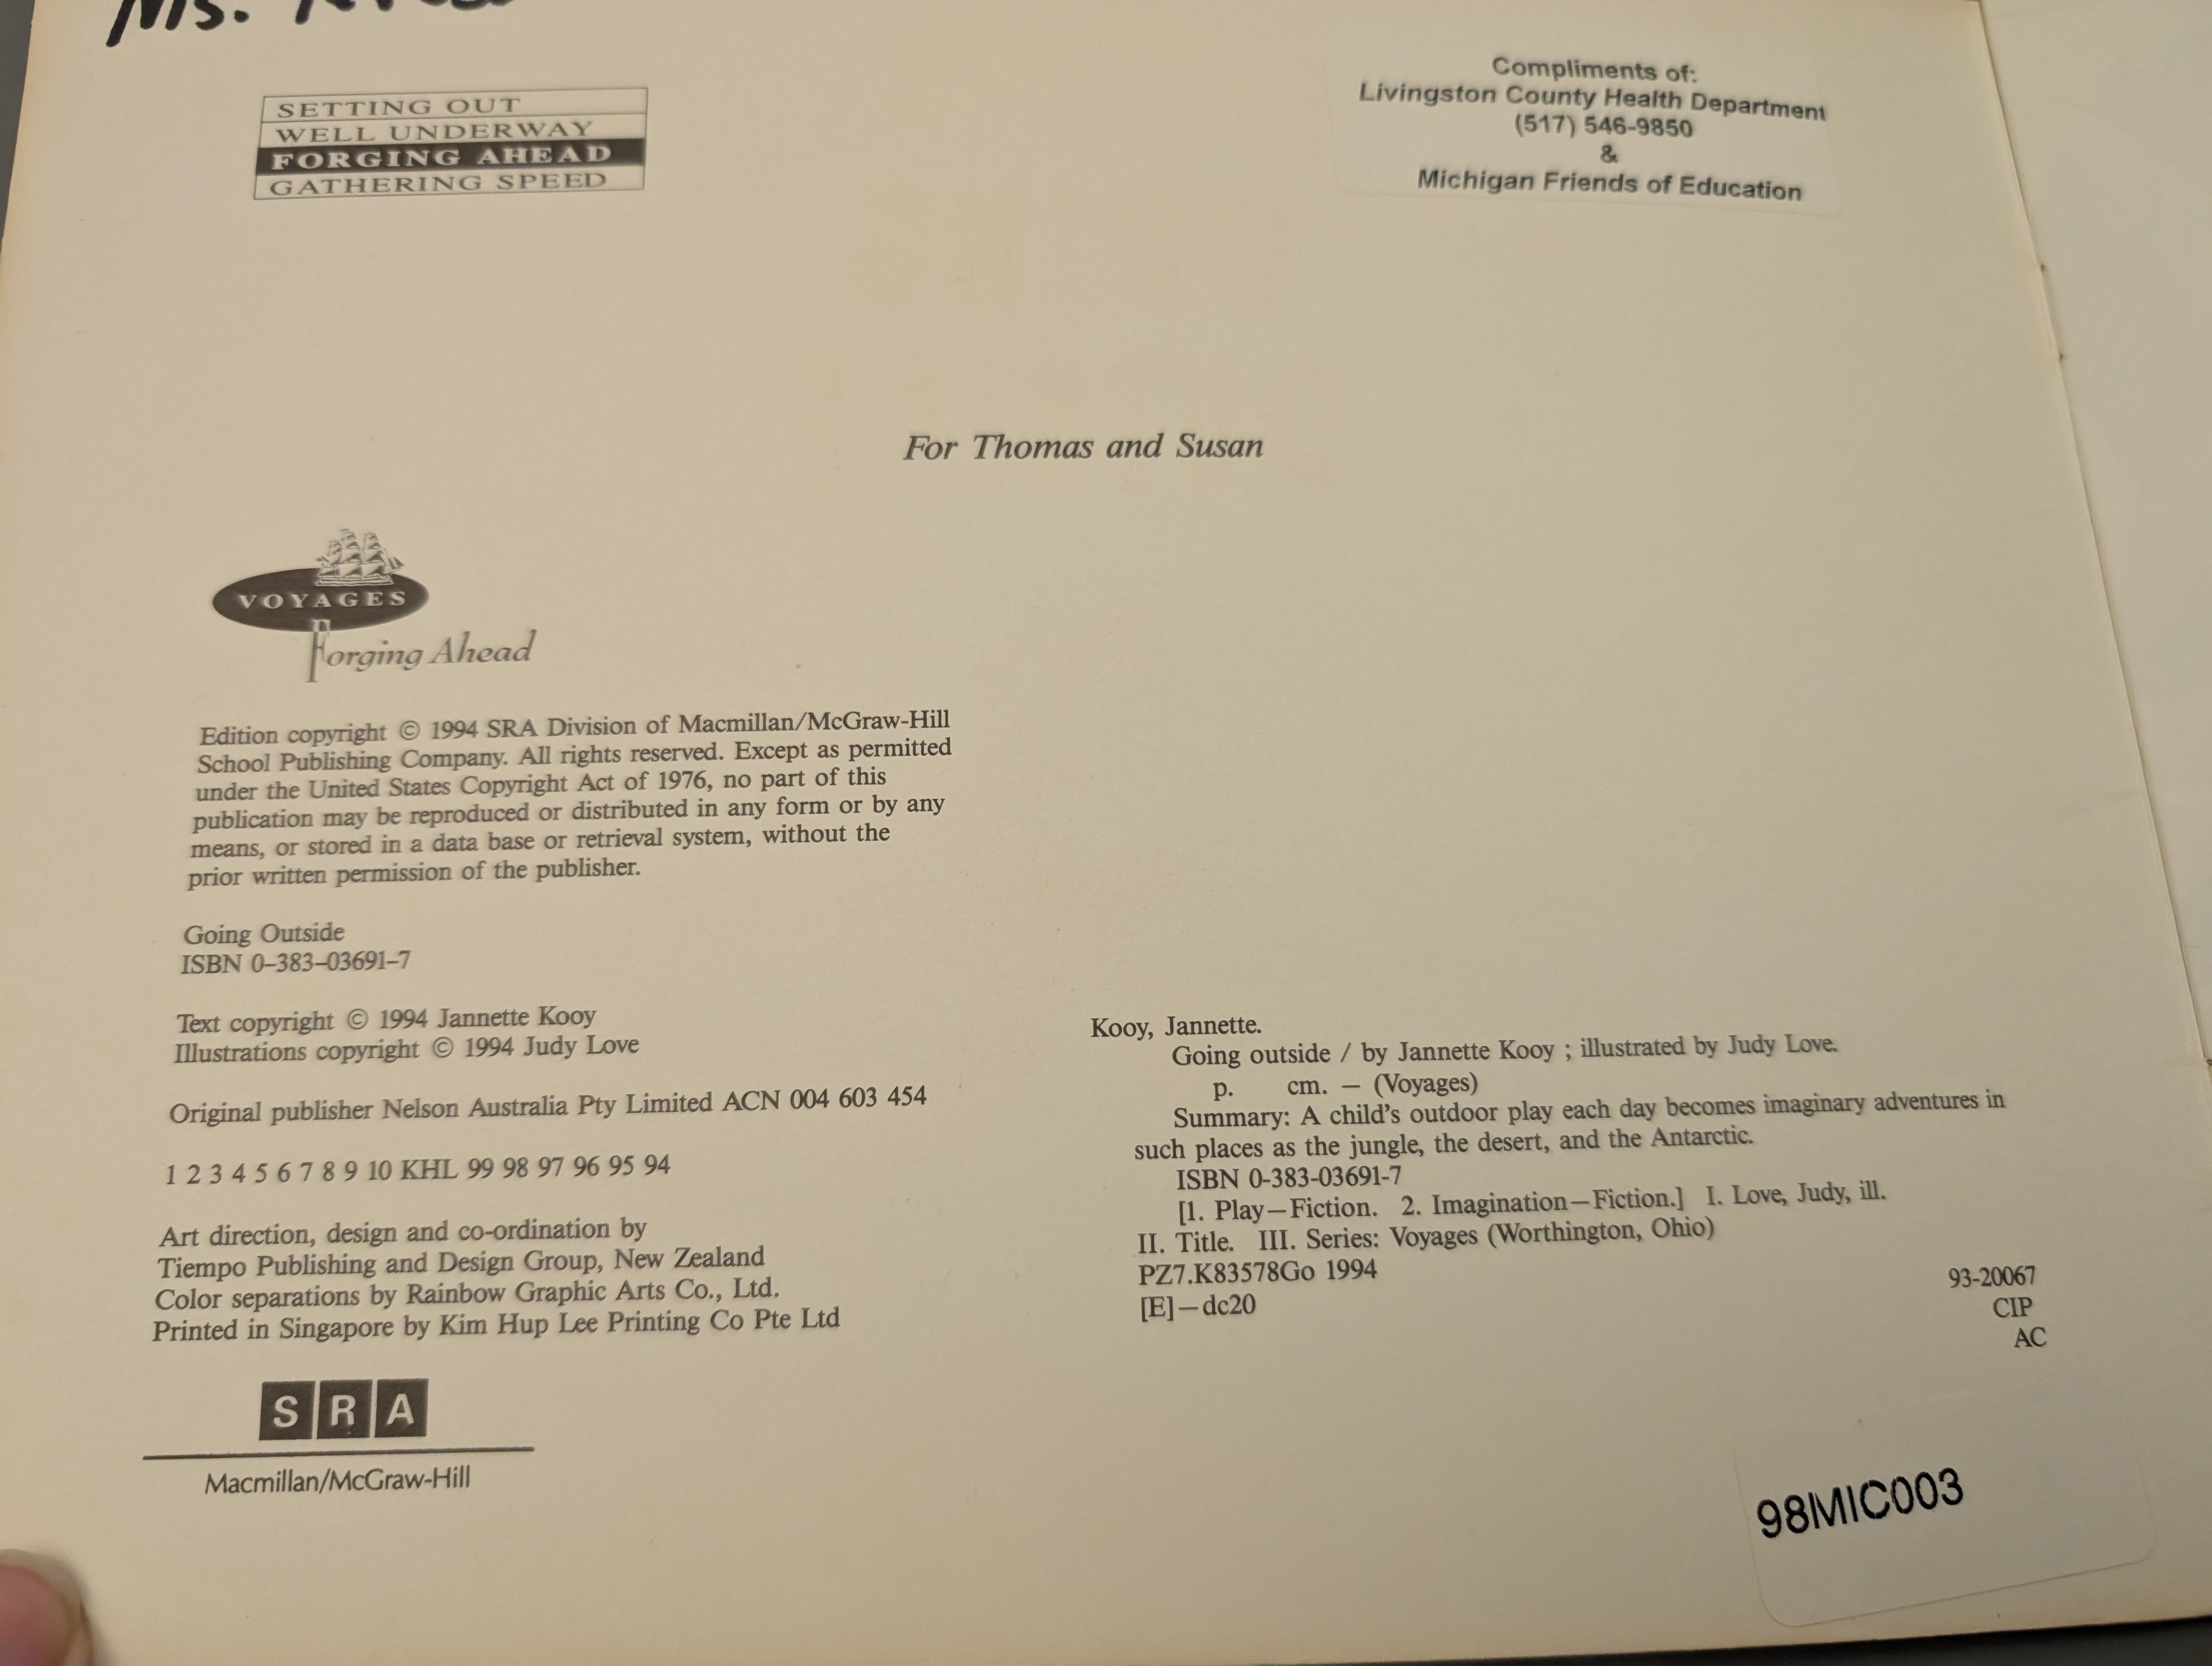 Ms.
SETTING OUT
WELL UNDERWAY
FORGING AHEAD
GATHERING SPEED
Compliments of:
Livingston County Health Department
(517) 546-9850
&
Michigan Friends of Education
For Thomas and Susan
VOYAGES
Forging Ahead
Edition copyright © 1994 SRA Division of Macmillan/McGraw-Hill
School Publishing Company. All rights reserved. Except as permitted
under the United States Copyright Act of 1976, no part of this
publication may be reproduced or distributed in any form or by any
means, or stored in a data base or retrieval system, without the
prior written permission of the publisher.
Going Outside
ISBN 0–383–03691–7
Text copyright © 1994 Jannette Kooy
Illustrations copyright © 1994 Judy Love
Original publisher Nelson Australia Pty Limited ACN 004 603 454
1 2 3 4 5 6 7 8 9 10 KHL 99 98 97 96 95 94
Art direction, design and co-ordination by
Tiempo Publishing and Design Group, New Zealand
Color separations by Rainbow Graphic Arts Co., Ltd.
Printed in Singapore by Kim Hup Lee Printing Co Pte Ltd
SRA
Macmillan/McGraw-Hill
Kooy, Jannette.
Going outside / by Jannette Kooy ; illustrated by Judy Love.
p. cm. — (Voyages)
Summary: A child's outdoor play each day becomes imaginary adventures in
such places as the jungle, the desert, and the Antarctic.
ISBN 0-383-03691-7
[1. Play—Fiction. 2. Imagination—Fiction.] I. Love, Judy, ill.
II. Title. III. Series: Voyages (Worthington, Ohio)
PZ7.K83578Go 1994
[E]—dc20
93-20067
CIP
AC
98MIC003